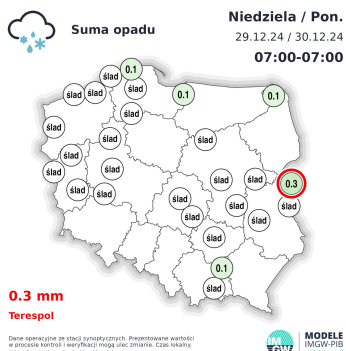 Suma opadu
Niedziela / Pon.
29.12.24 / 30.12.24
07:00-07:00
0.1
ślad
ślad
ślad
ślad
0.1
0.1
ślad
ślad
ślad
ślad
ślad
ślad
ślad
ślad
ślad
ślad
ślad
0.3
ślad
ślad
ślad
ślad
ślad
ślad
0.1
ślad
0.3 mm
Terespol
Dane operacyjne ze stacji synoptycznych. Prezentowane wartości
w procesie kontroli i weryfikacji mogą ulec zmianie. Czas lokalny.
IM
GW
MODELE
IMGW-PIB